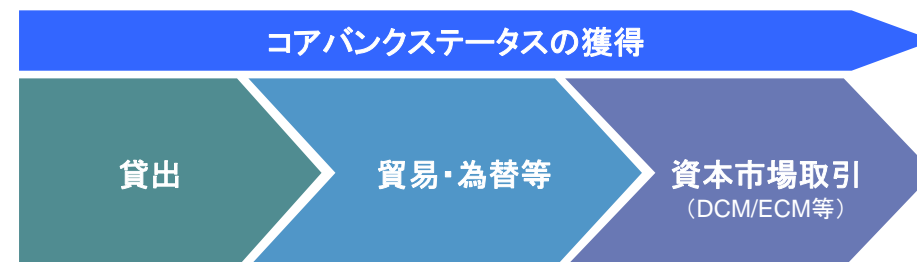 コアバンクステータスの獲得
貸出
貿易・為替等
資本市場取引
（DCM/ECM等）